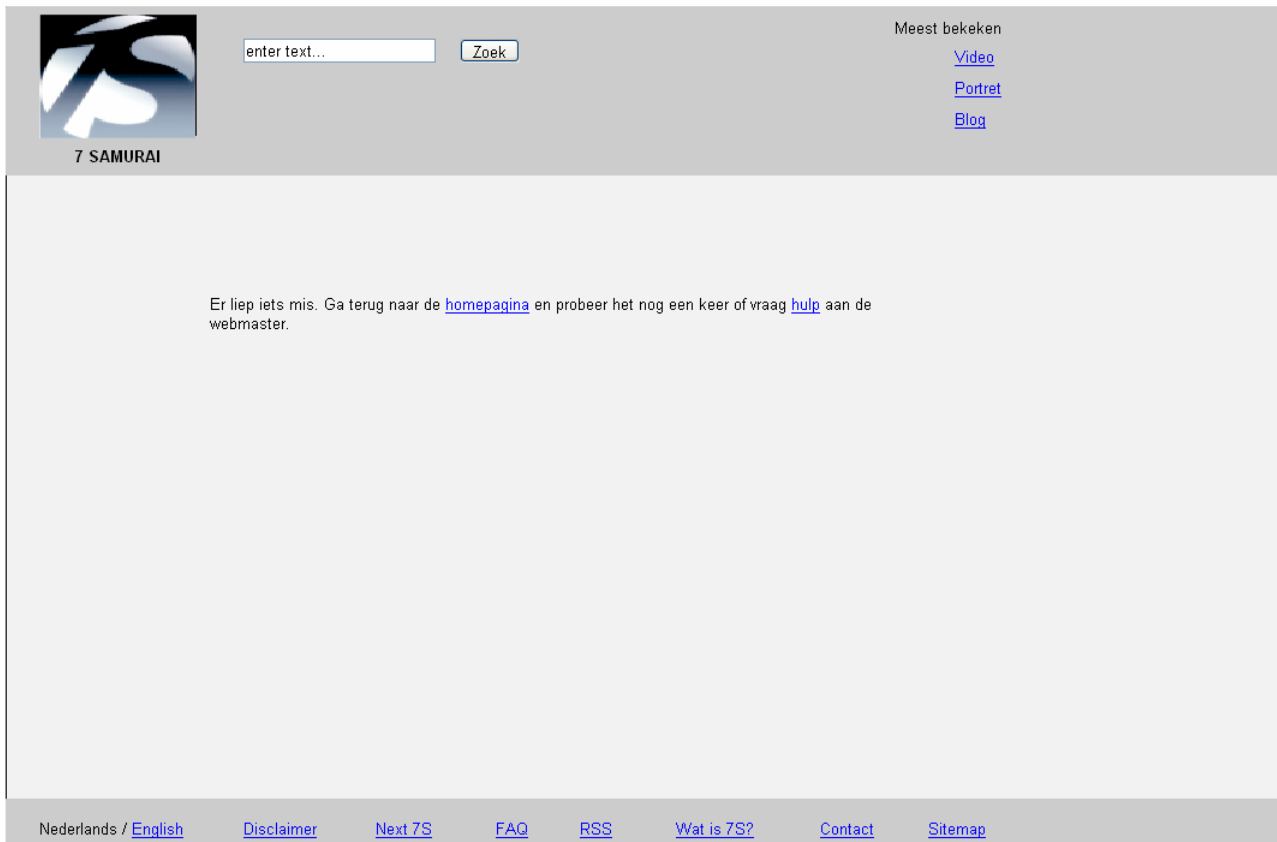 enter text...
Zoek
Meest bekeken
Video
Portret
Blog
7 SAMURAI
Er liep iets mis. Ga terug naar de homepagina en probeer het nog een keer of vraag hulp aan de
webmaster.
Nederlands / English Disclaimer Next 7S FAQ RSS Wat is 7S? Contact Sitemap